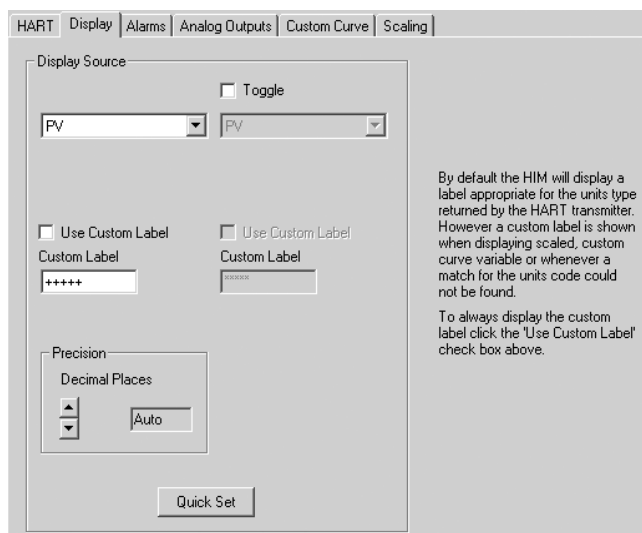 HART Display Alarms Analog Outputs Custom Curve Scaling
Display Source
Toggle
PV PV
Use Custom Label Use Custom Label
Custom Label Custom Label
+++++ *****
Precision
Decimal Places
Auto
Quick Set
By default the HIM will display a
label appropriate for the units type
returned by the HART transmitter.
However a custom label is shown
when displaying scaled, custom
curve variable or whenever a
match for the units code could
not be found.
To always display the custom
label click the 'Use Custom Label'
check box above.